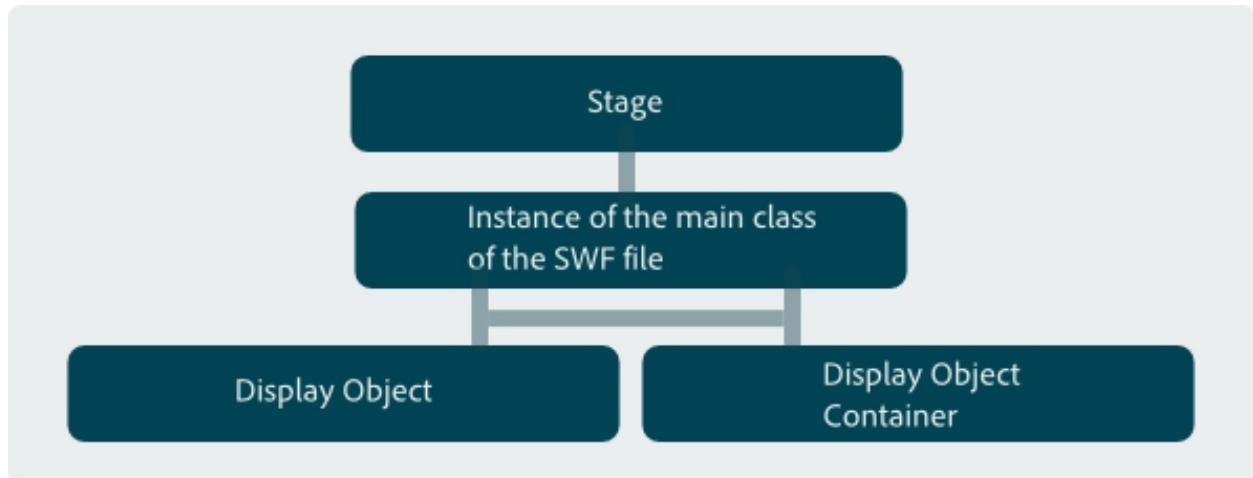 Stage
Instance of the main class
of the SWF file
Display Object
Display Object
Container